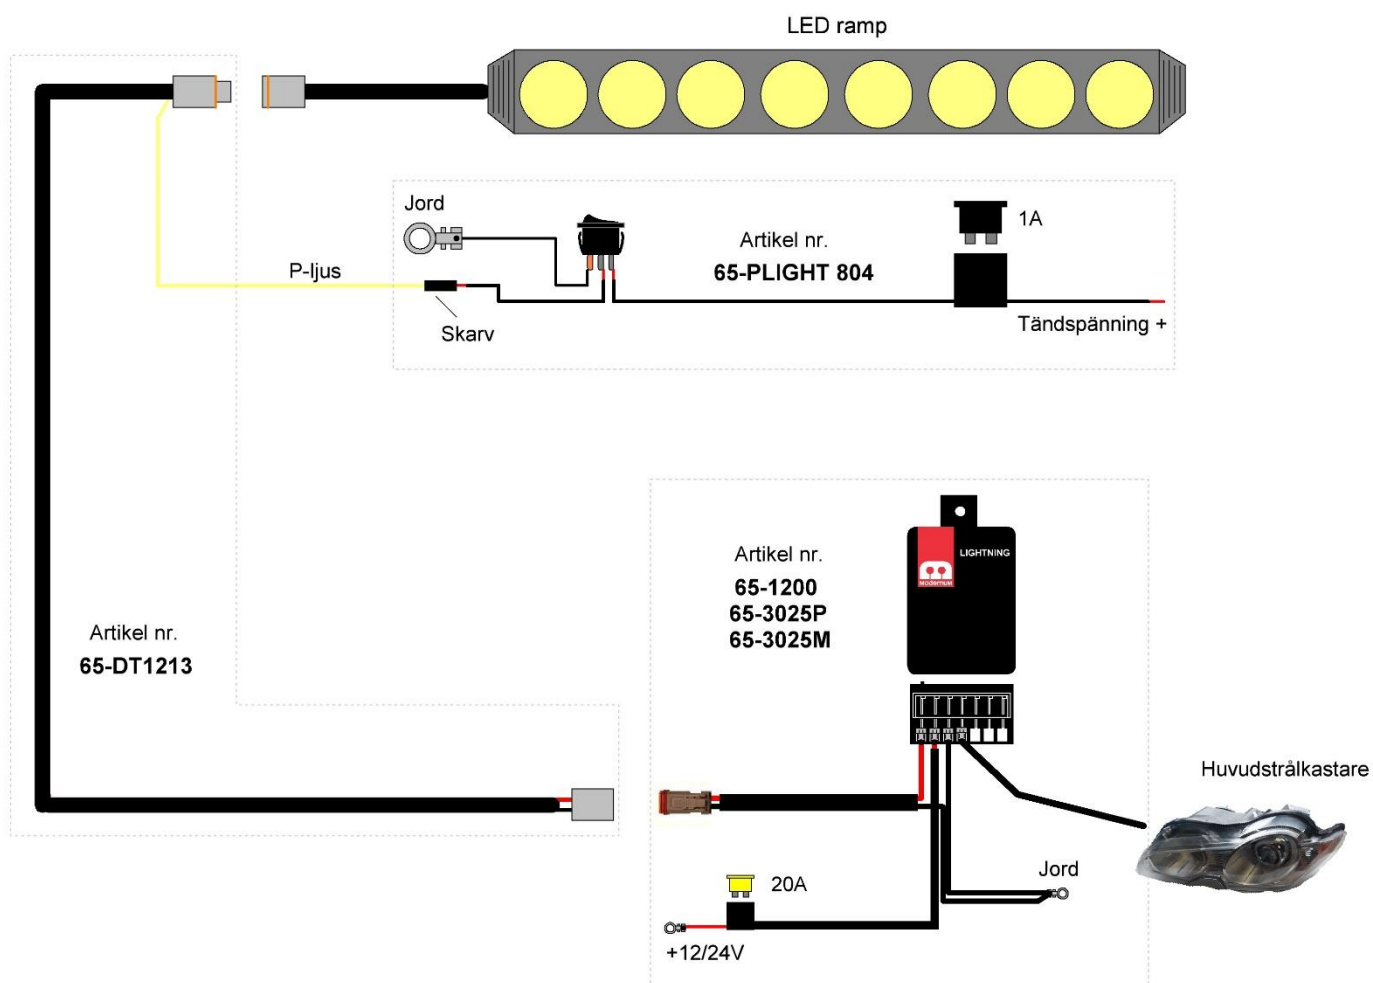 LED ramp
Jord
Artikel nr.
65-PLIGHT 804
1A
P-ljus
Skarv
Tändspänning +
Artikel nr.
65-1200
65-3025P
65-3025M
LIGHTNING
MODERNUM
Artikel nr.
65-DT1213
Huvudstrålkastare
Jord
20A
+12/24V